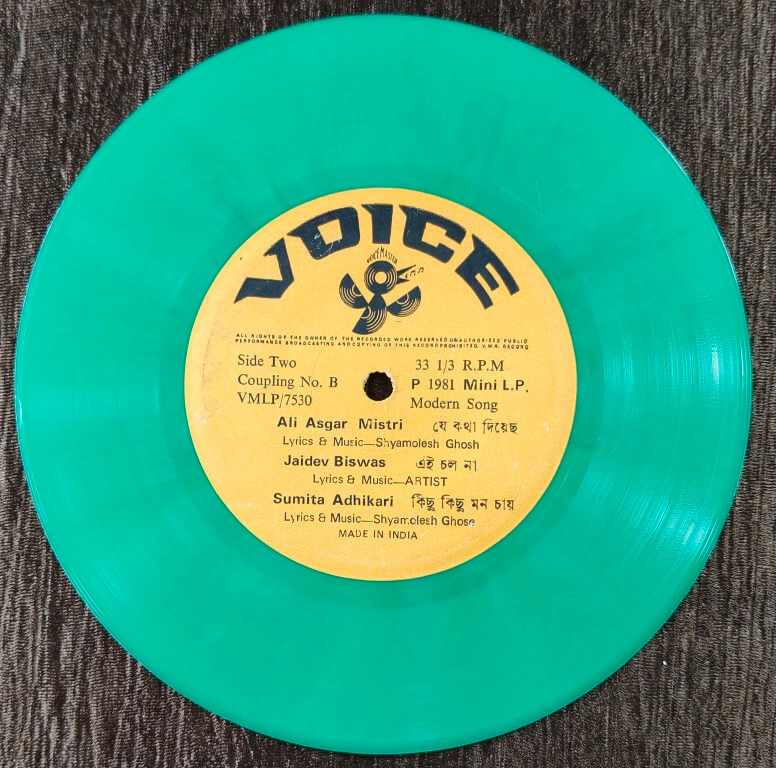 VOICE
VOICEMASTER
ALL RIGHTS OF THE OWNER OF THE RECORDED WORK RESERVED.UNAUTHORISED PUBLIC
PERFORMANCE BROADCASTING AND COPYING OF THIS RECORD PROHIBITED. V.M.R. RECORD
Side Two 33 1/3 R.P.M
Coupling No. B P 1981 Mini L.P.
VMLP/7530 Modern Song
Ali Asgar Mistri যে কথা দিয়েছ
Lyrics & Music—Shyamolesh Ghosh
Jaidev Biswas এই চল না
Lyrics & Music—ARTIST
Sumita Adhikari কিছু কিছু মন চায়
Lyrics & Music—Shyamolesh Ghose
MADE IN INDIA